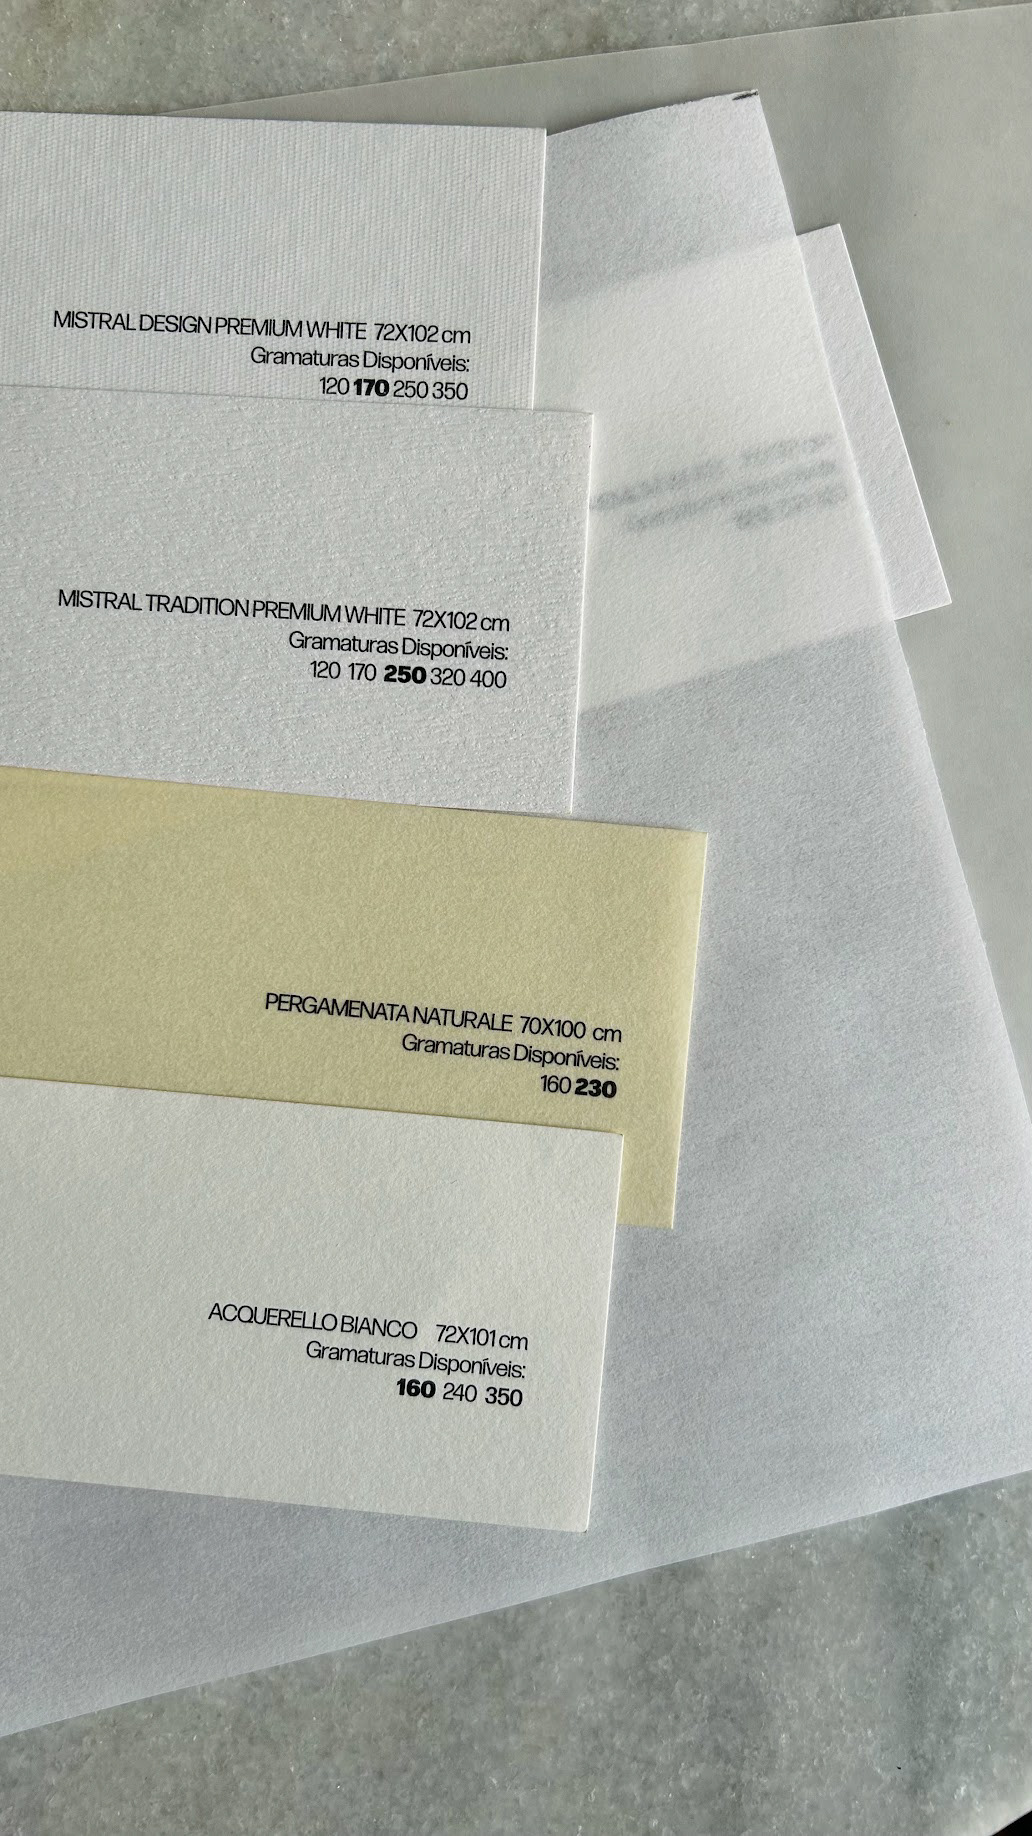 MISTRAL DESIGN PREMIUM WHITE 72X102 cm
Gramaturas Disponíveis:
120 170 250 350
MISTRAL TRADITION PREMIUM WHITE 72X102 cm
Gramaturas Disponíveis:
120 170 250 320 400
PERGAMENATA NATURALE 70X100 cm
Gramaturas Disponíveis:
160 230
ACQUERELLO BIANCO 72X101 cm
Gramaturas Disponíveis:
160 240 350